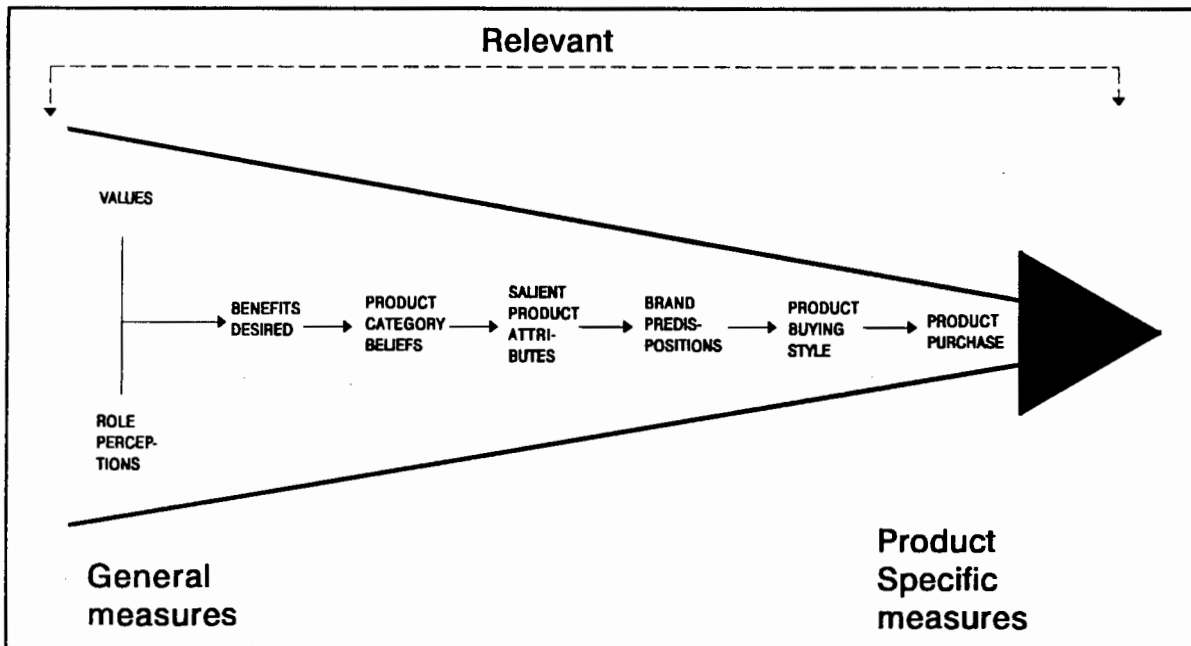 Relevant
VALUES
BENEFITS
DESIRED
PRODUCT
CATEGORY
BELIEFS
SALIENT
PRODUCT
ATTRI-
BUTES
BRAND
PREDIS-
POSITIONS
PRODUCT
BUYING
STYLE
PRODUCT
PURCHASE
ROLE
PERCEP-
TIONS
General
measures
Product
Specific
measures